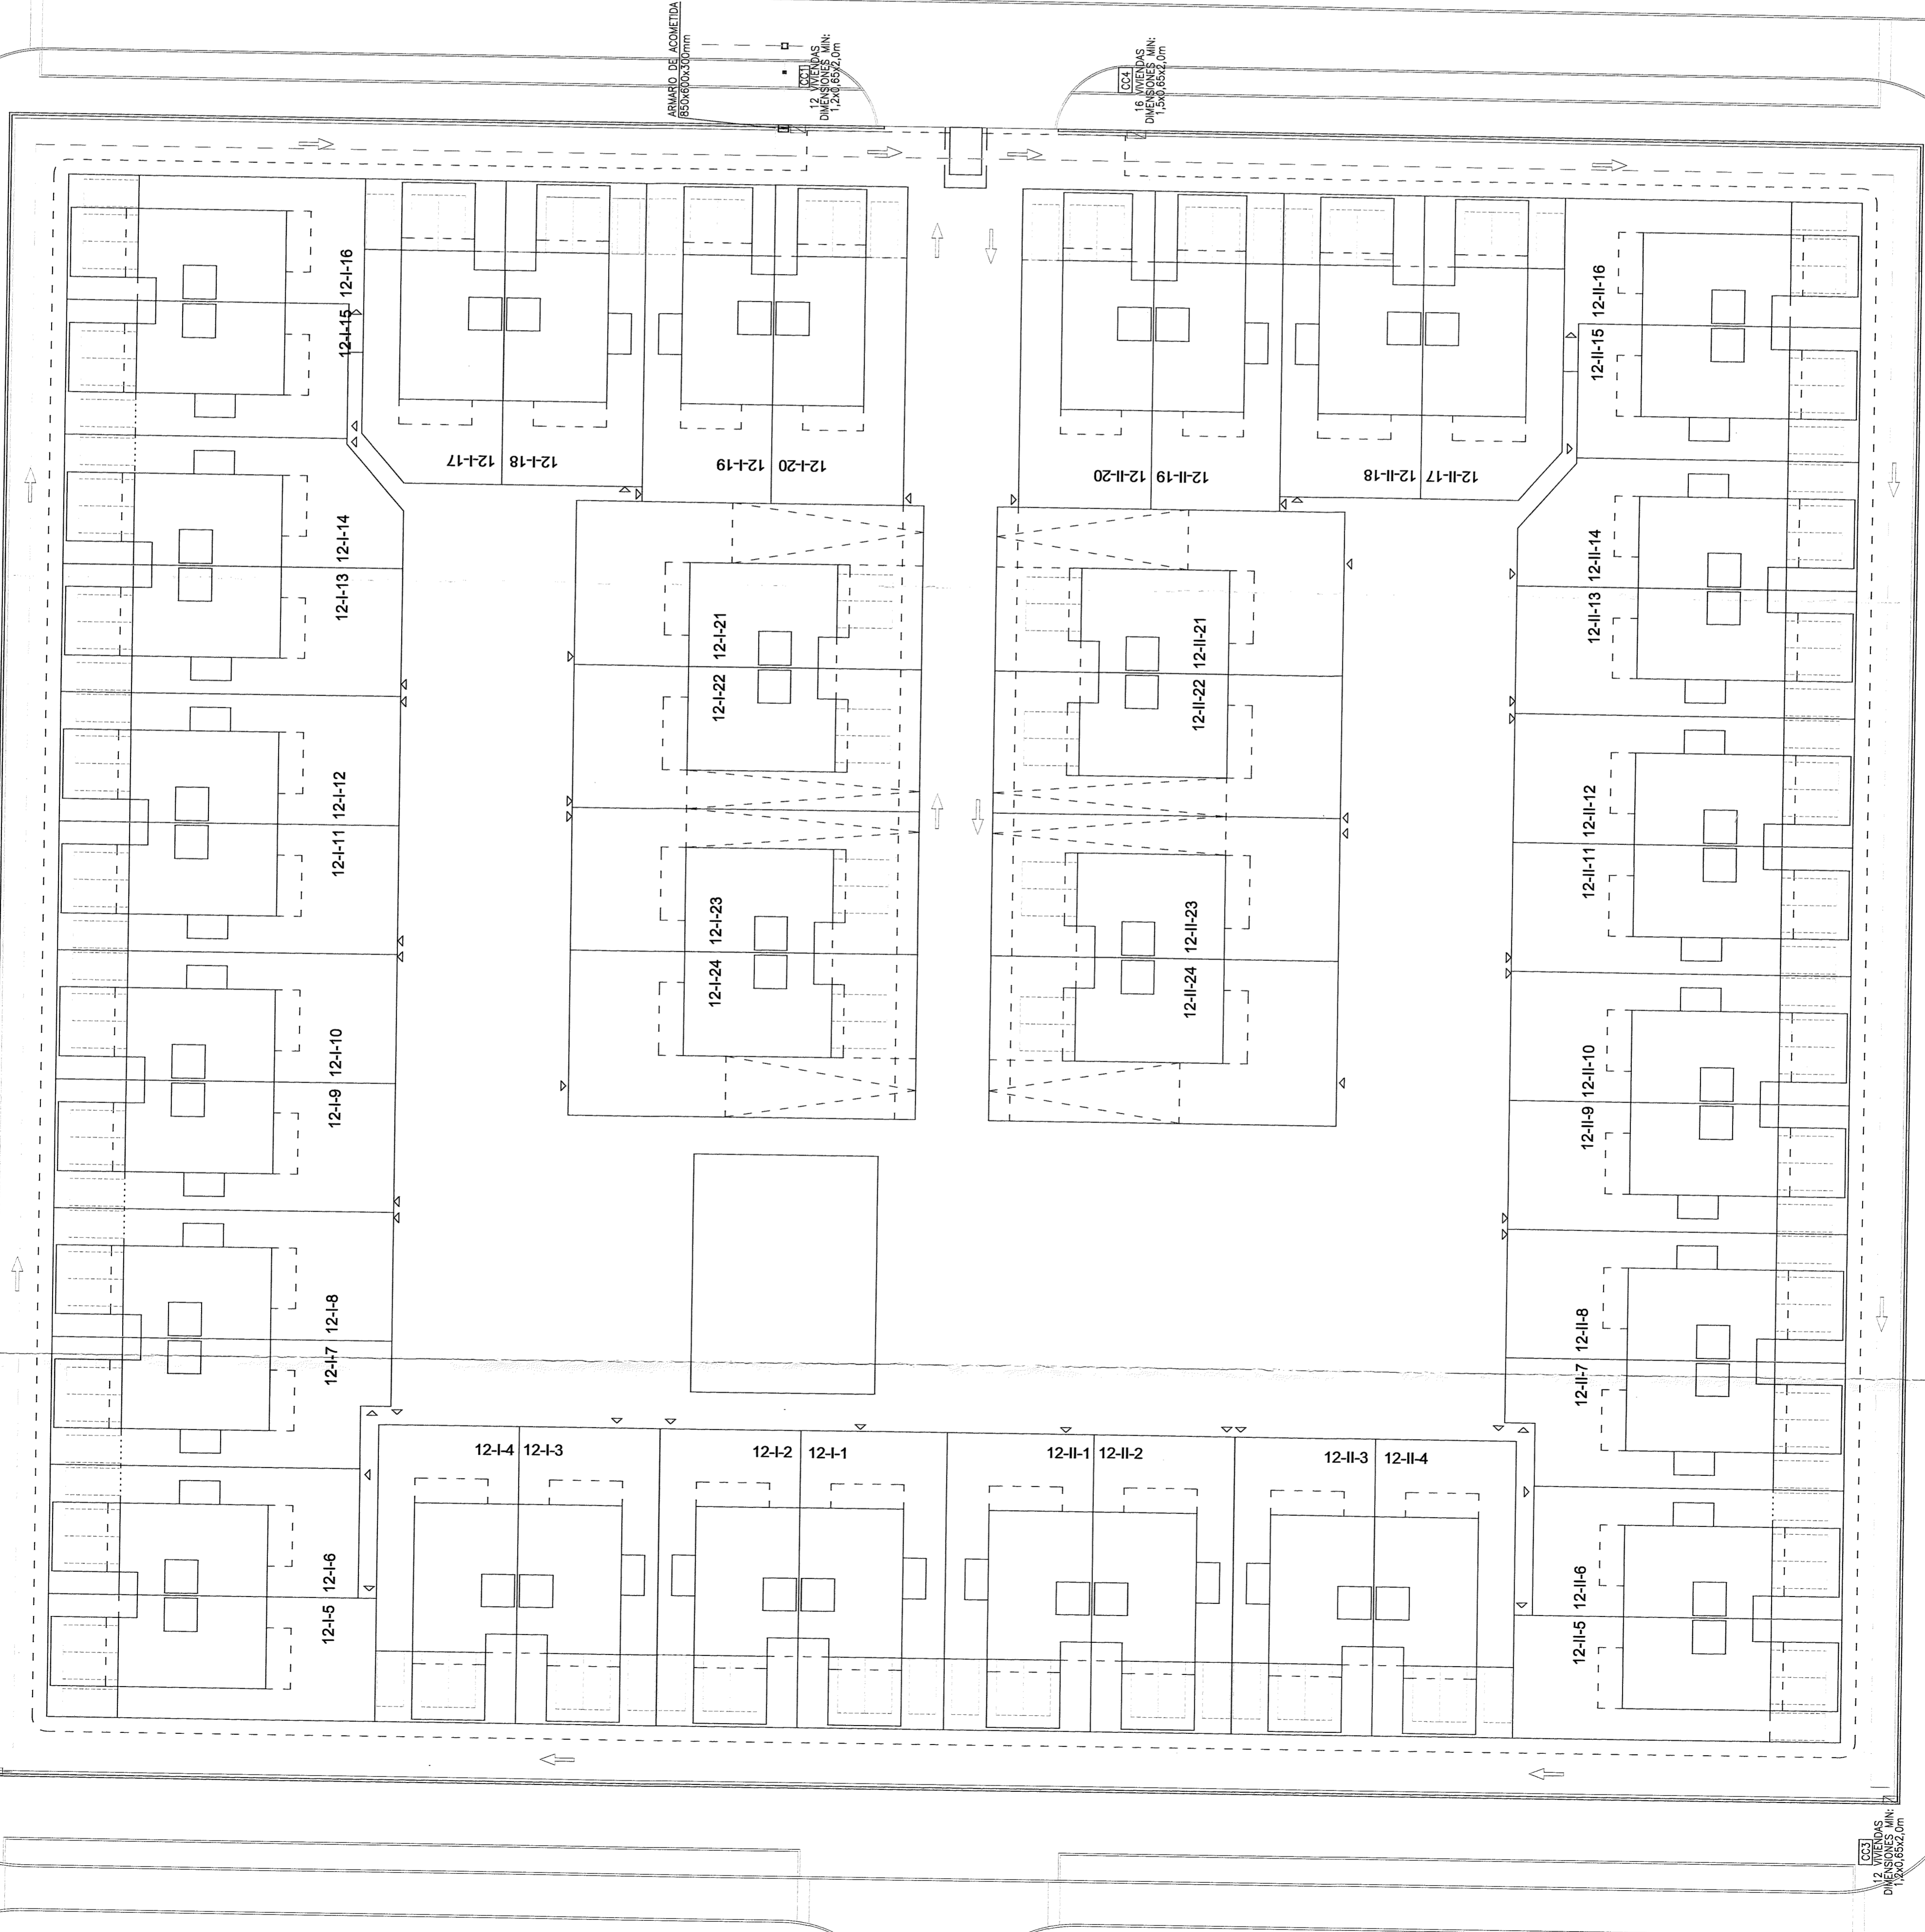 ARMARIO DE ACOMETIDA
850x600x300mm
CC1
12 VIVIENDAS
DIMENSIONES MIN:
1,2x0,65x2,0m
CC4
16 VIVIENDAS
DIMENSIONES MIN:
1,5x0,65x2,0m
12-I-15 12-I-16
12-I-17 12-I-18
12-I-19 12-I-20
12-II-20 12-II-19
12-II-18 12-II-17
12-II-15 12-II-16
12-I-13 12-I-14
12-I-22 12-I-21
12-II-22 12-II-21
12-II-13 12-II-14
12-I-11 12-I-12
12-I-24 12-I-23
12-II-24 12-II-23
12-II-11 12-II-12
12-I-9 12-I-10
12-II-9 12-II-10
12-I-7 12-I-8
12-II-7 12-II-8
12-I-4 12-I-3
12-I-2 12-I-1
12-II-1 12-II-2
12-II-3 12-II-4
12-I-5 12-I-6
12-II-5 12-II-6
CC3
12 VIVIENDAS
DIMENSIONES MIN:
1,2x0,65x2,0m